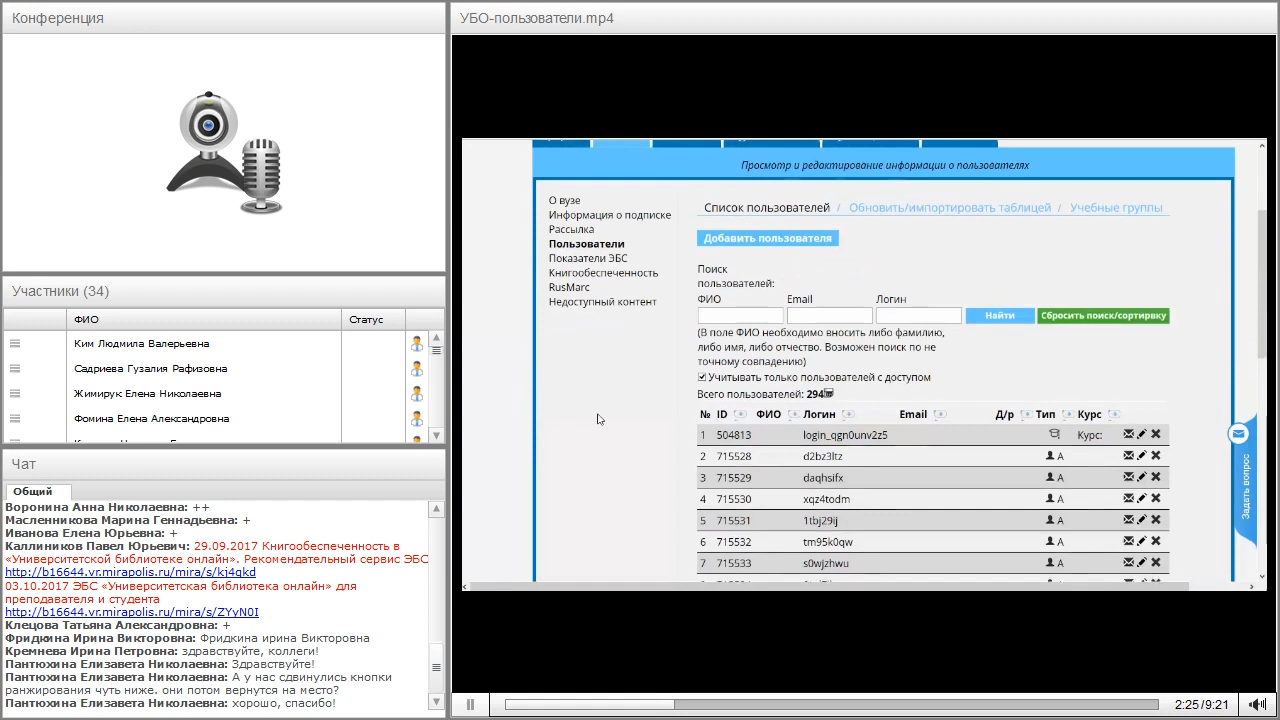 Конференция
УБО-пользователи.mp4
Просмотр и редактирование информации о пользователях
О вузе
Информация о подписке
Рассылка
Пользователи
Показатели ЭБС
Книгообеспеченность
RusMarc
Недоступный контент
Список пользователей / Обновить/импортировать таблицей / Учебные группы
Добавить пользователя
Поиск
пользователей:
ФИО Email Логин
Найти Сбросить поиск/сортирвку
(В поле ФИО необходимо вносить либо фамилию,
либо имя, либо отчество. Возможен поиск по не
точному совпадению)
Учитывать только пользователей с доступом
Всего пользователей: 294
№ ID ФИО Логин Email Д/р Тип Курс
1 504813 login_qgn0unv2z5 Курс:
2 715528 d2bz3ltz А
3 715529 daqhsifx А
4 715530 xqz4todm А
5 715531 1tbj29ij А
6 715532 tm95k0qw А
7 715533 s0wjzhwu А
Задать вопрос
Участники (34)
ФИО Статус
Ким Людмила Валерьевна
Садриева Гузалия Рафизовна
Жимирук Елена Николаевна
Фомина Елена Александровна
Чат
Общий
Воронина Анна Николаевна: ++
Масленникова Марина Геннадьевна: +
Иванова Елена Юрьевна: +
Каллиников Павел Юрьевич: 29.09.2017 Книгообеспеченность в
«Университетской библиотеке онлайн». Рекомендательный сервис ЭБС
http://b16644.vr.mirapolis.ru/mira/s/kj4qkd
03.10.2017 ЭБС «Университетская библиотека онлайн» для
преподавателя и студента
http://b16644.vr.mirapolis.ru/mira/s/ZYyN0I
Клецова Татьяна Александровна: +
Фридкина Ирина Викторовна: Фридкина ирина Викторовна
Кремнева Ирина Петровна: здравствуйте, коллеги!
Пантюхина Елизавета Николаевна: Здравствуйте!
Пантюхина Елизавета Николаевна: А у нас сдвинулись кнопки
ранжирования чуть ниже. они потом вернутся на место?
Пантюхина Елизавета Николаевна: хорошо, спасибо!
2:25/9:21